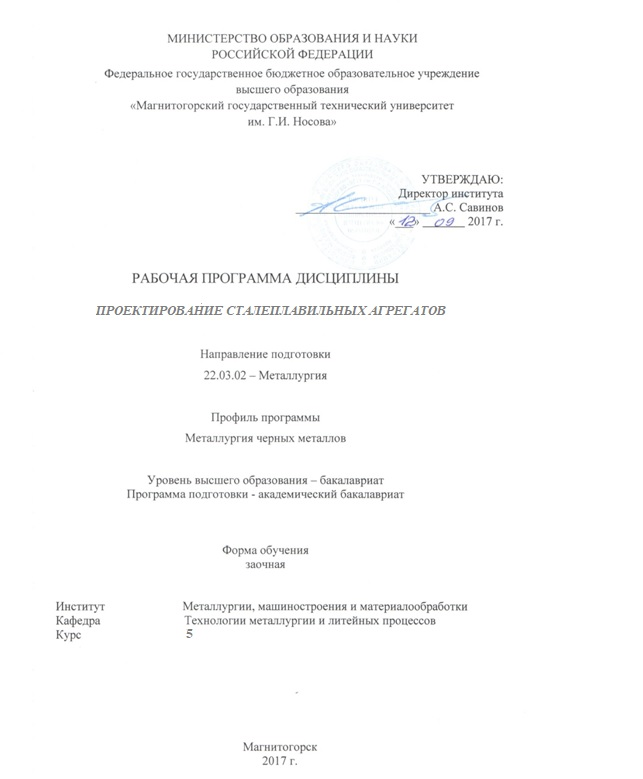 МИНИСТЕРСТВО ОБРАЗОВАНИЯ И НАУКИ
РОССИЙСКОЙ ФЕДЕРАЦИИ
Федеральное государственное бюджетное образовательное учреждение
высшего образования
«Магнитогорский государственный технический университет
им. Г.И. Носова»
УТВЕРЖДАЮ:
Директор института
А.С. Савинов
«12» 09 2017 г.
РАБОЧАЯ ПРОГРАММА ДИСЦИПЛИНЫ
ПРОЕКТИРОВАНИЕ СТАЛЕПЛАВИЛЬНЫХ АГРЕГАТОВ
Направление подготовки
22.03.02 – Металлургия
Профиль программы
Металлургия черных металлов
Уровень высшего образования – бакалавриат
Программа подготовки - академический бакалавриат
Форма обучения
заочная
Институт Металлургии, машиностроения и материалообработки
Кафедра Технологии металлургии и литейных процессов
Курс 5
Магнитогорск
2017 г.